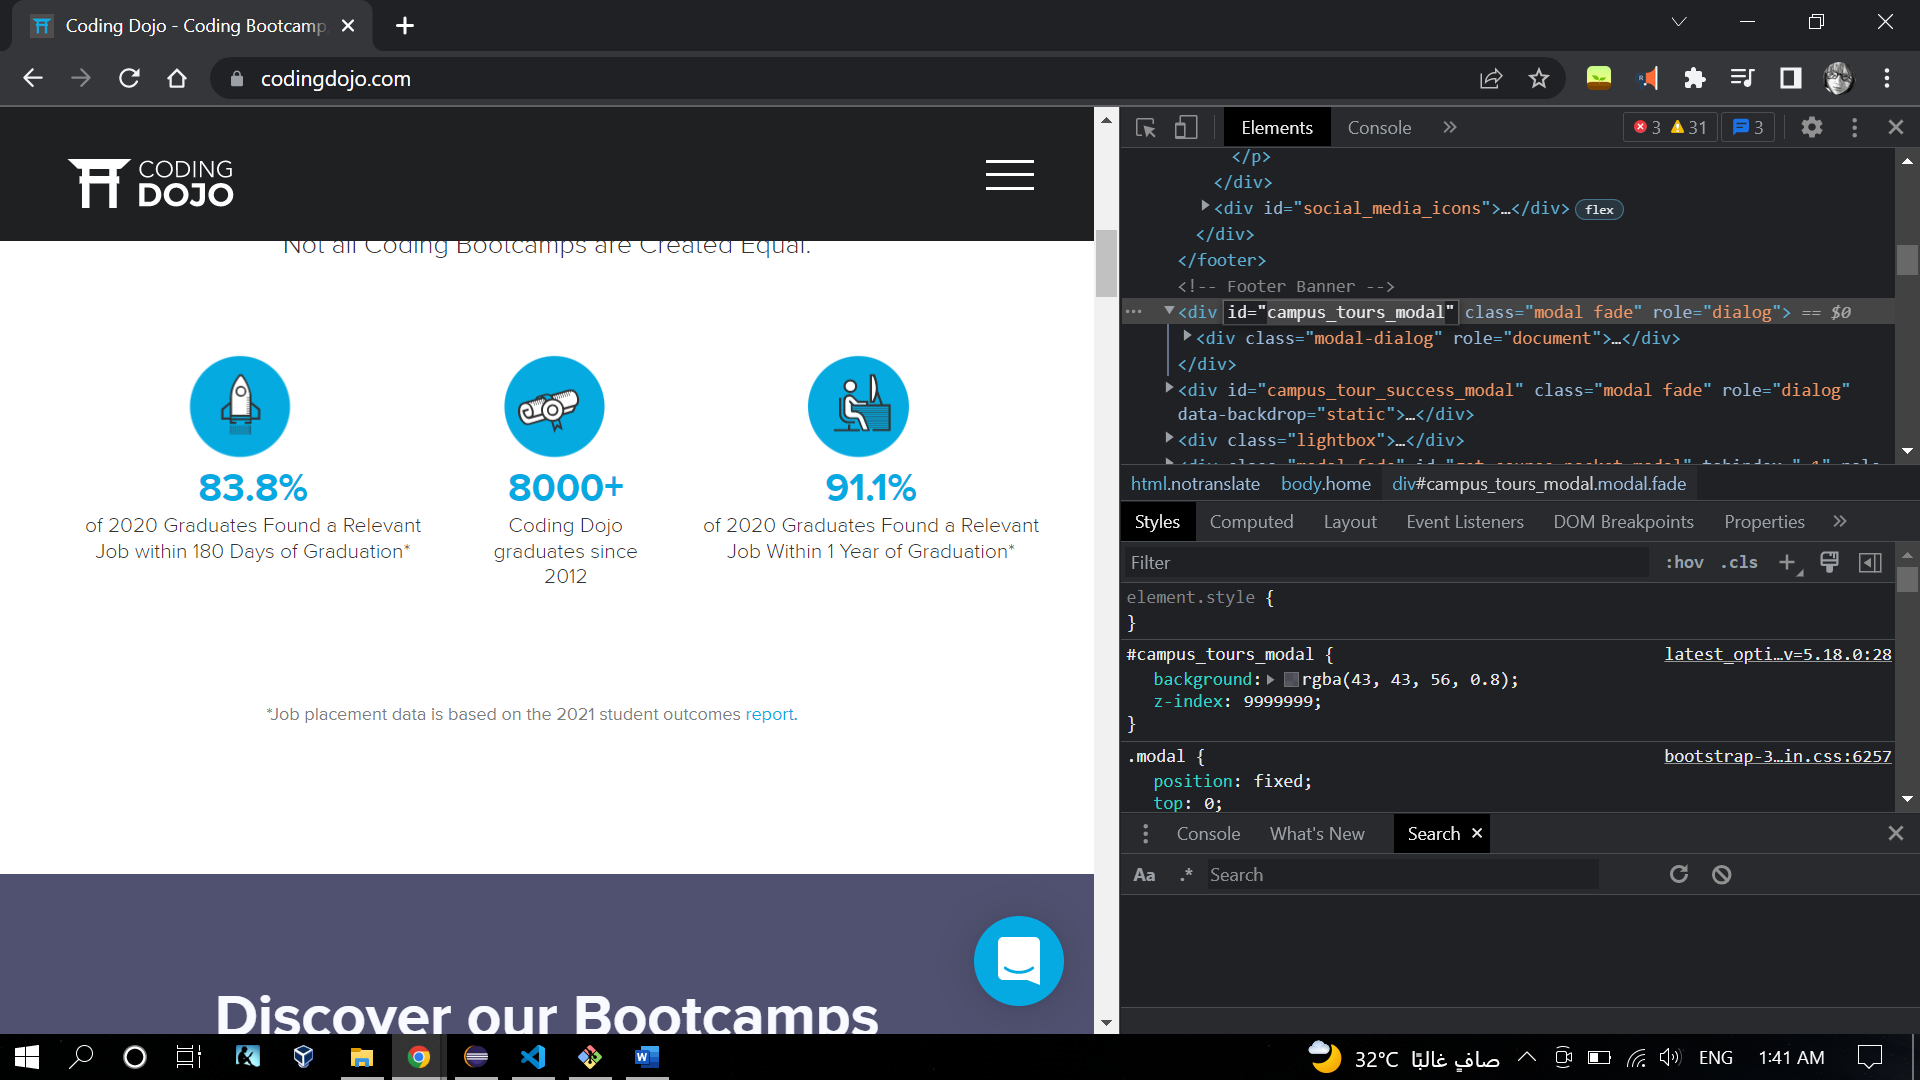 Coding Dojo - Coding Bootcamp
codingdojo.com
CODING
DOJO
Not all Coding Bootcamps are Created Equal.
83.8%
of 2020 Graduates Found a Relevant
Job within 180 Days of Graduation*
8000+
Coding Dojo
graduates since
2012
91.1%
of 2020 Graduates Found a Relevant
Job Within 1 Year of Graduation*
*Job placement data is based on the 2021 student outcomes report.
Discover our Bootcamps
Elements
Console
3
31
3
</p>
</div>
<div id="social_media_icons">…</div> flex
</div>
</footer>
<!-- Footer Banner -->
<div id="campus_tours_modal" class="modal fade" role="dialog"> == $0
<div class="modal-dialog" role="document">…</div>
</div>
<div id="campus_tour_success_modal" class="modal fade" role="dialog"
data-backdrop="static">…</div>
<div class="lightbox">…</div>
html.notranslate body.home div#campus_tours_modal.modal.fade
Styles Computed Layout Event Listeners DOM Breakpoints Properties
Filter
:hov .cls
element.style {
}
#campus_tours_modal {
latest_opti…v=5.18.0:28
background: rgba(43, 43, 56, 0.8);
z-index: 9999999;
}
.modal {
bootstrap-3…in.css:6257
position: fixed;
top: 0;
Console What's New Search
Aa .* Search
32°C صافٍ غالبًا
ENG
1:41 AM